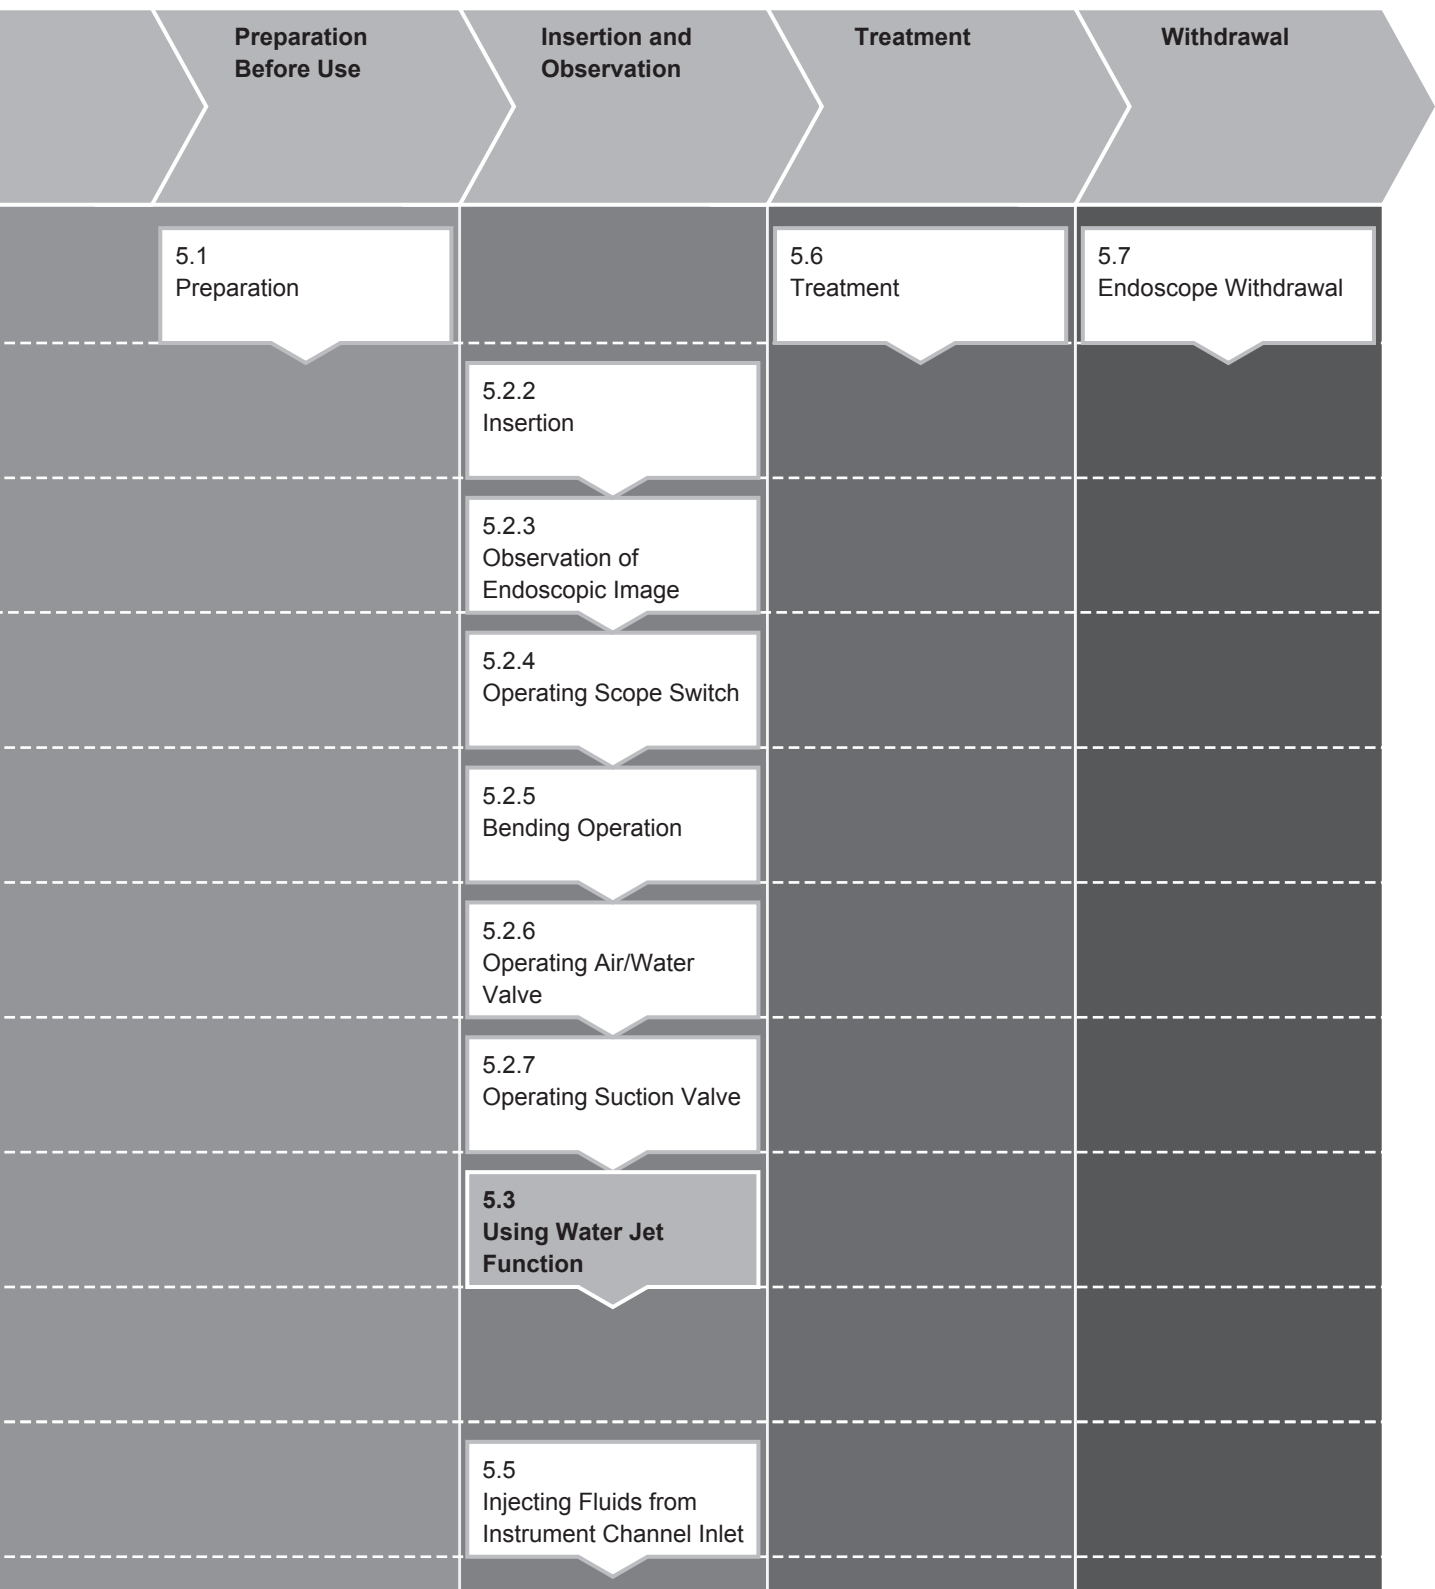 Preparation
Before Use
Insertion and
Observation
Treatment
Withdrawal
5.1
Preparation
5.6
Treatment
5.7
Endoscope Withdrawal
5.2.2
Insertion
5.2.3
Observation of
Endoscopic Image
5.2.4
Operating Scope Switch
5.2.5
Bending Operation
5.2.6
Operating Air/Water
Valve
5.2.7
Operating Suction Valve
5.3
Using Water Jet
Function
5.5
Injecting Fluids from
Instrument Channel Inlet